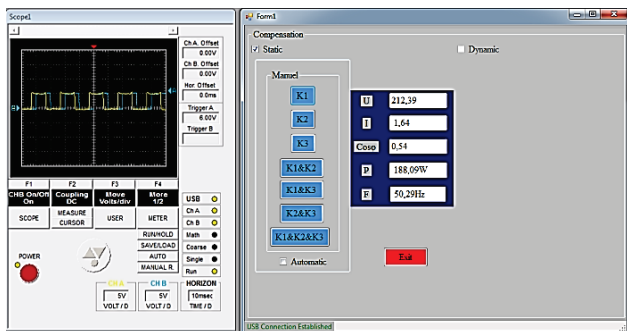 Scope1
Ch A. Offset
0.00V
Ch B. Offset
0.00V
Hor. Offset
0.0ms
Trigger A
6.00V
Trigger B
F1
F2
F3
F4
CHB On/Off
On
Coupling
DC
Move
Volts/div
More
1/2
SCOPE
MEASURE
CURSOR
USER
METER
RUN/HOLD
SAVE/LOAD
AUTO
MANUAL R.
POWER
USB
Ch A
Ch B
Math
Coarse
Single
Run
CH A
5V
VOLT / D
CH B
5V
VOLT / D
HORIZON
10msec
TIME / D
Form1
Compensation
Static
Dynamic
Manuel
K1
K2
K3
K1&K2
K1&K3
K2&K3
K1&K2&K3
Automatic
U
212,39
I
1,64
Coso
0,54
P
188,09W
F
50,29Hz
Exit
USB Connection Established